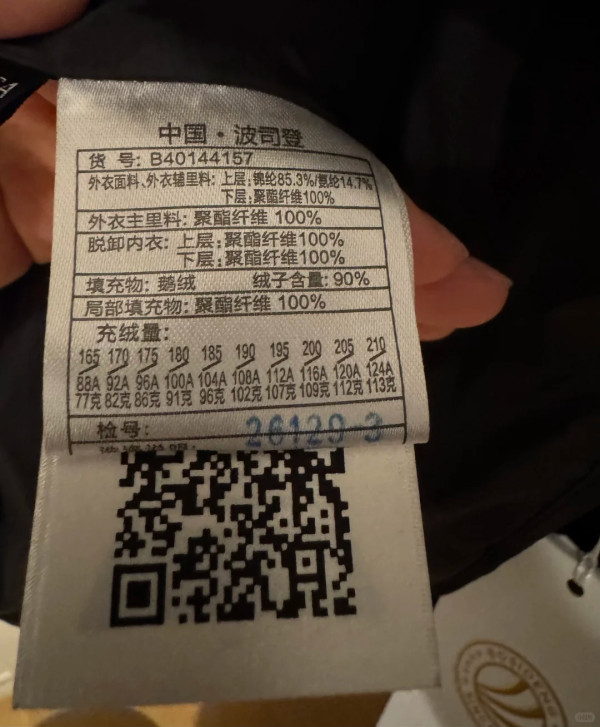 中国·波司登
货 号: B40144157
外衣面料、外衣辅里料: 上层:锦纶85.3%/氨纶14.7%
下层:聚酯纤维100%
外衣主里料: 聚酯纤维 100%
脱卸内衣: 上层:聚酯纤维100%
下层:聚酯纤维100%
填充物: 鹅绒 绒子含量: 90%
局部填充物: 聚酯纤维 100%
充绒量:
165 170 175 180 185 190 195 200 205 210
88A 92A 96A 100A 104A 108A 112A 116A 120A 124A
77克 82克 86克 91克 96克 102克 107克 109克 112克 113克
检号: 26129-3
BOSIDENG